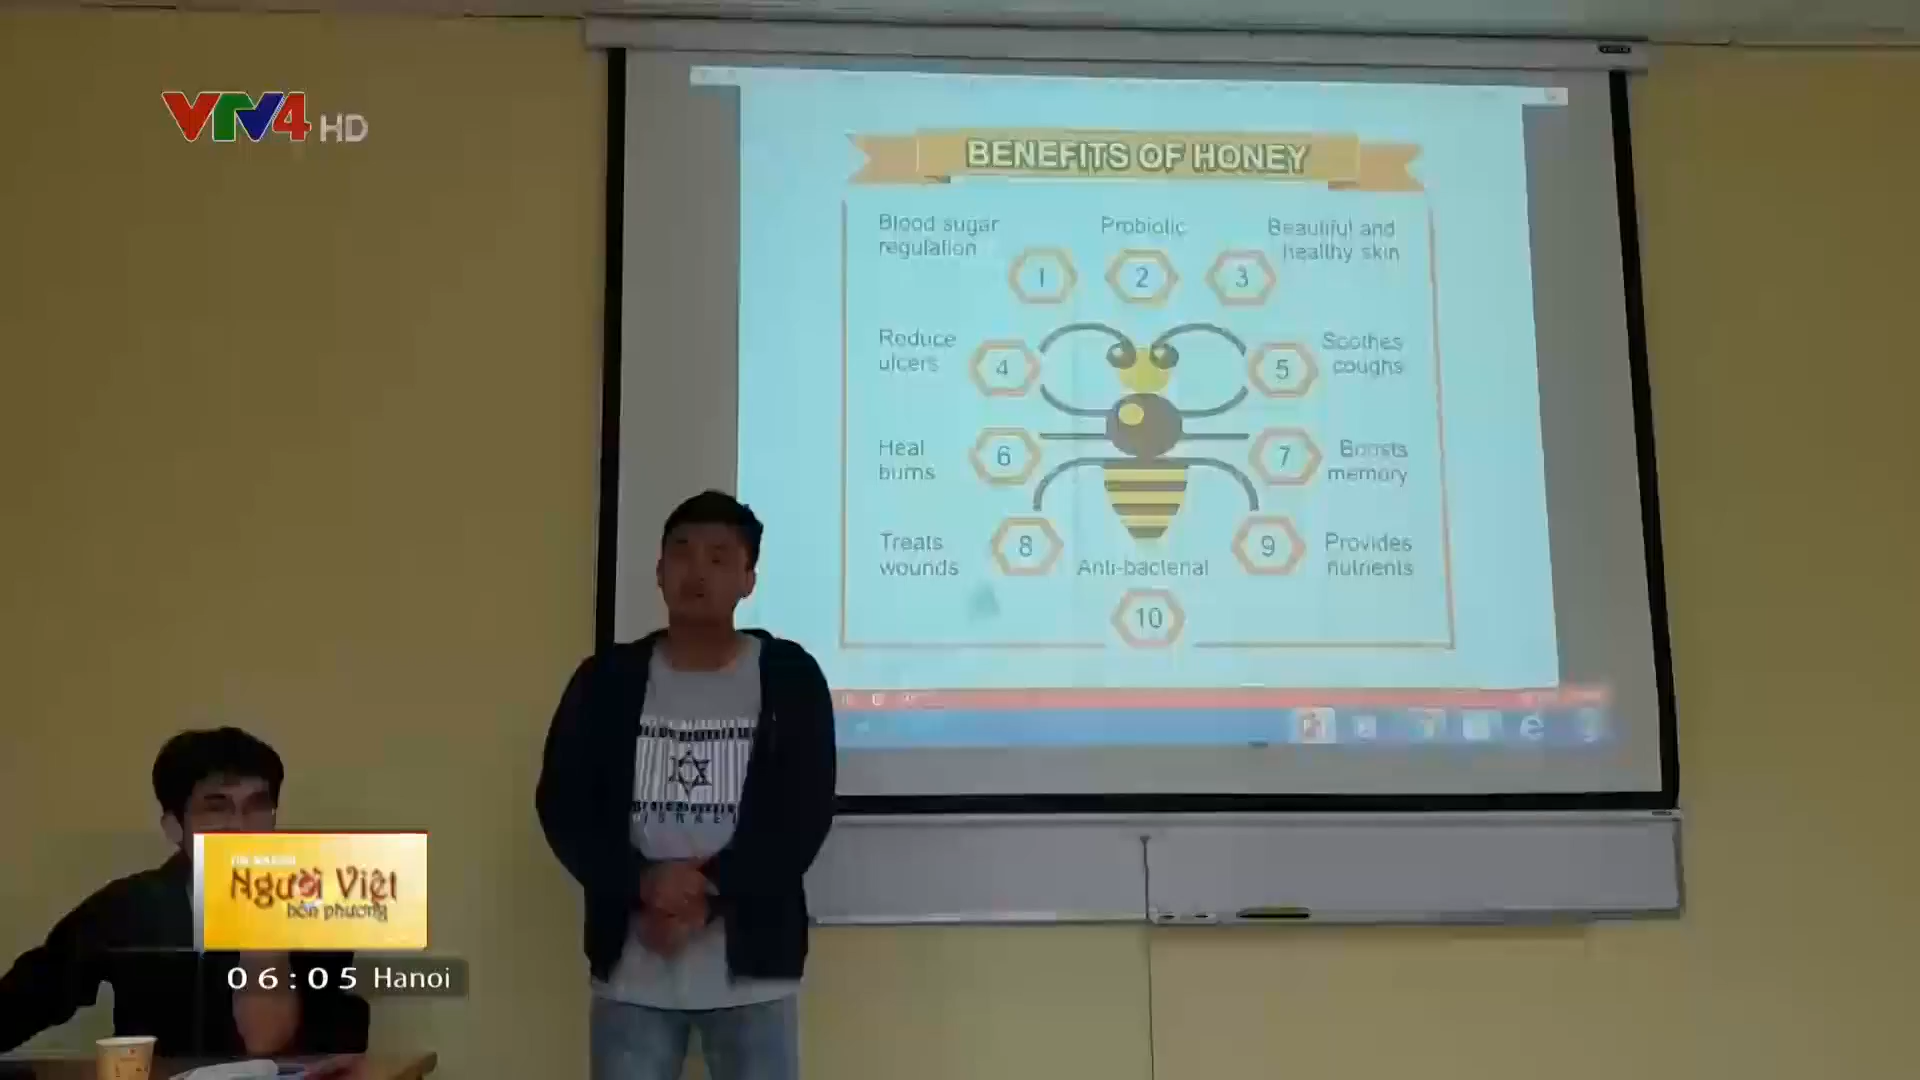 VTV4 HD
BENEFITS OF HONEY
Blood sugar
regulation
1
Probiotic
2
Beautiful and
healthy skin
3
Reduce
ulcers
4
5
Soothes
coughs
Heal
burns
6
7
Boosts
memory
Treats
wounds
8
9
Provides
nutrients
Anti-bacterial
10
ISRAEL
Người Việt
bốn phương
06:05 Hanoi